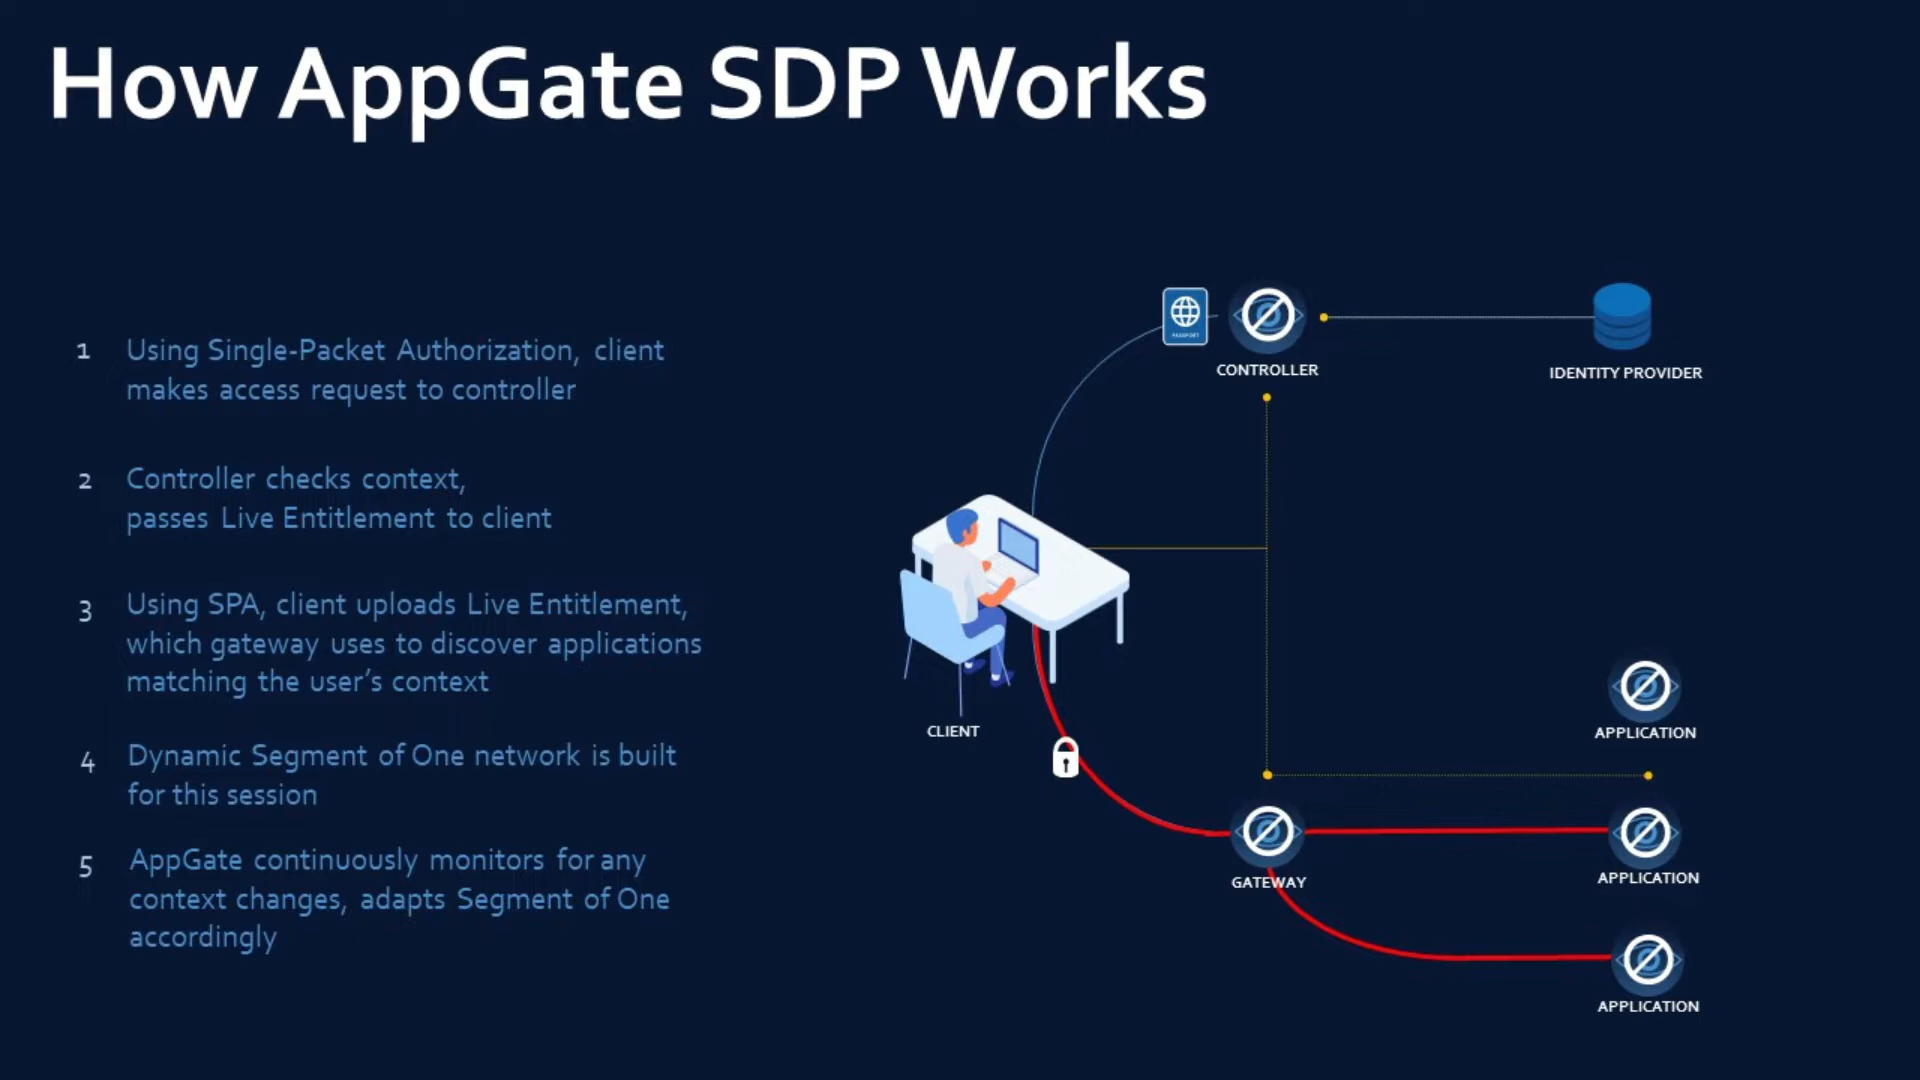 How AppGate SDP Works
1 Using Single-Packet Authorization, client
makes access request to controller
2 Controller checks context,
passes Live Entitlement to client
3 Using SPA, client uploads Live Entitlement,
which gateway uses to discover applications
matching the user’s context
4 Dynamic Segment of One network is built
for this session
5 AppGate continuously monitors for any
context changes, adapts Segment of One
accordingly
PASSPORT
CONTROLLER
IDENTITY PROVIDER
CLIENT
APPLICATION
GATEWAY
APPLICATION
APPLICATION